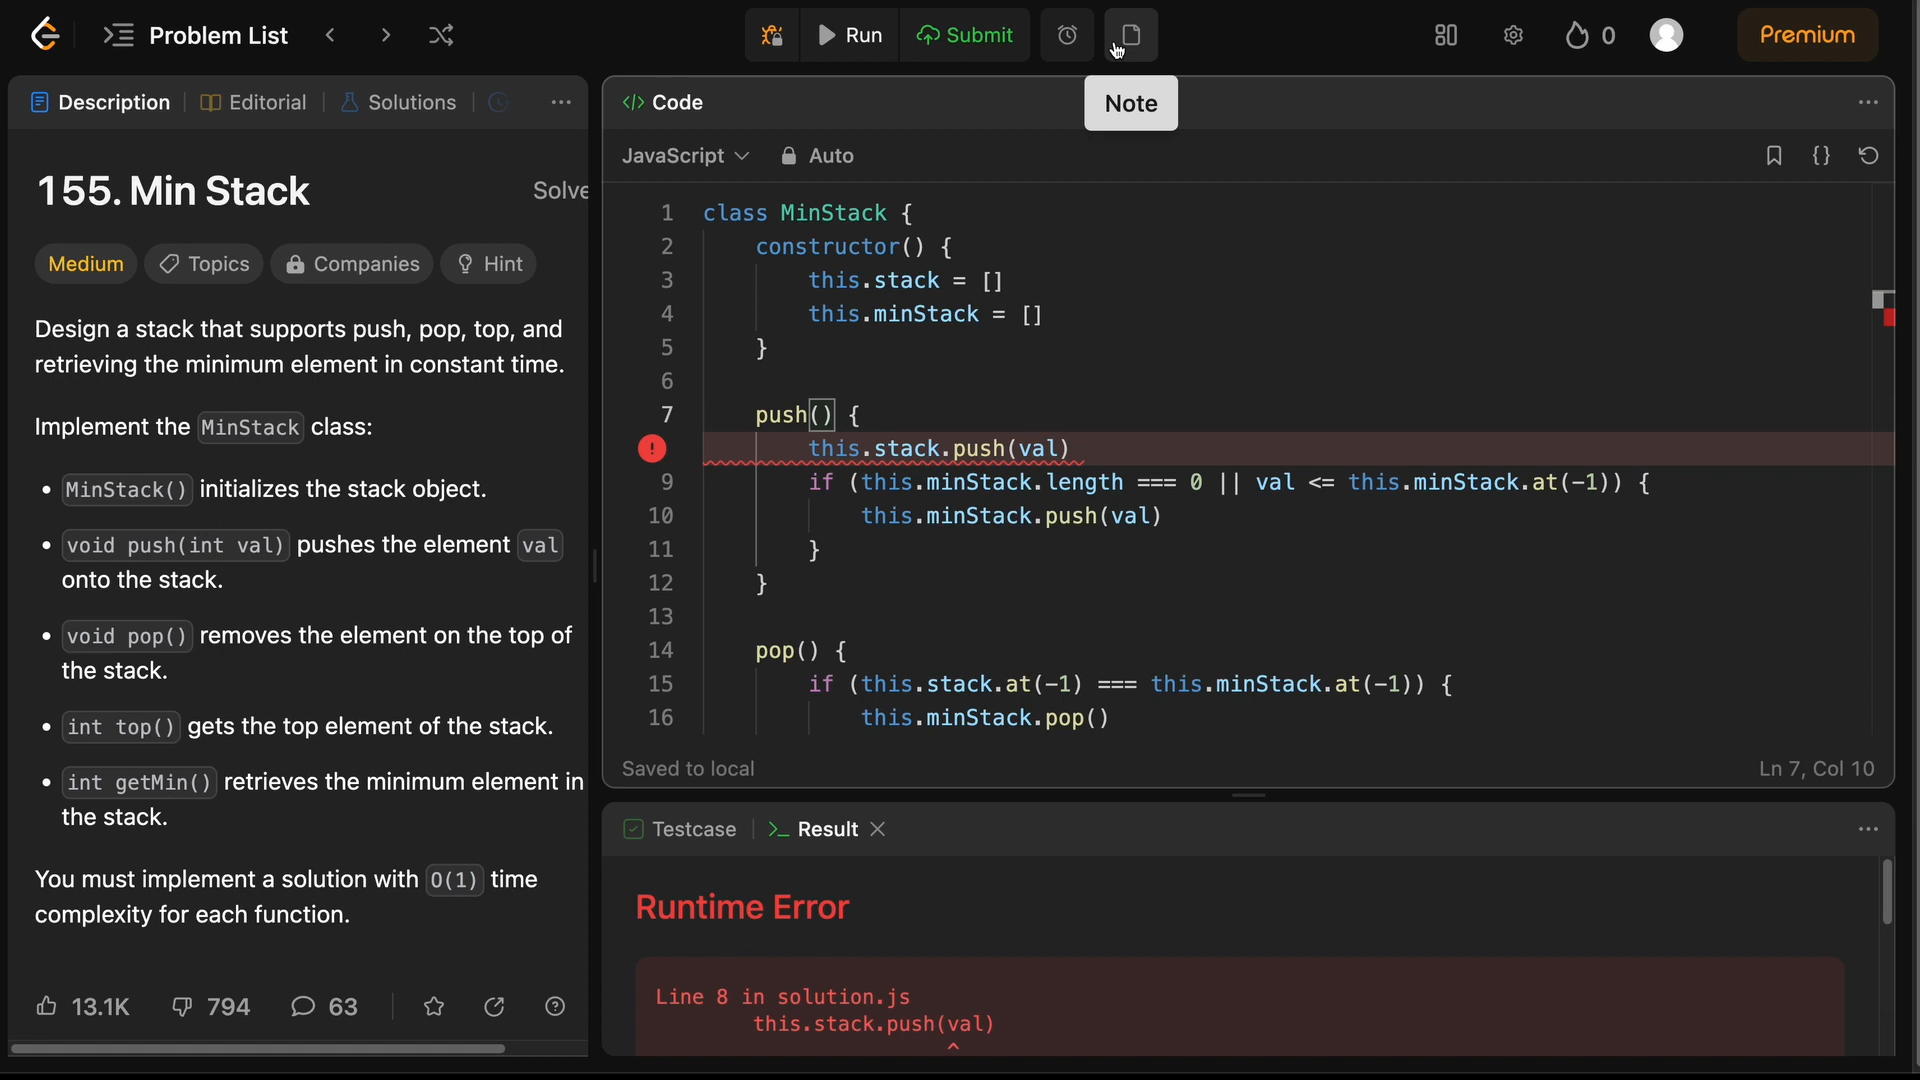 Problem List
Run
Submit
0
Premium
Note
Description
Editorial
Solutions
155. Min Stack
Solve
Medium
Topics
Companies
Hint
Design a stack that supports push, pop, top, and
retrieving the minimum element in constant time.
Implement the MinStack class:
• MinStack() initializes the stack object.
• void push(int val) pushes the element val
onto the stack.
• void pop() removes the element on the top of
the stack.
• int top() gets the top element of the stack.
• int getMin() retrieves the minimum element in
the stack.
You must implement a solution with O(1) time
complexity for each function.
13.1K
794
63
</> Code
JavaScript
Auto
1 class MinStack {
2 constructor() {
3 this.stack = []
4 this.minStack = []
5 }
6
7 push() {
this.stack.push(val)
9 if (this.minStack.length === 0 || val <= this.minStack.at(-1)) {
10 this.minStack.push(val)
11 }
12 }
13
14 pop() {
15 if (this.stack.at(-1) === this.minStack.at(-1)) {
16 this.minStack.pop()
Saved to local
Ln 7, Col 10
Testcase
>_ Result
Runtime Error
Line 8 in solution.js
this.stack.push(val)
^